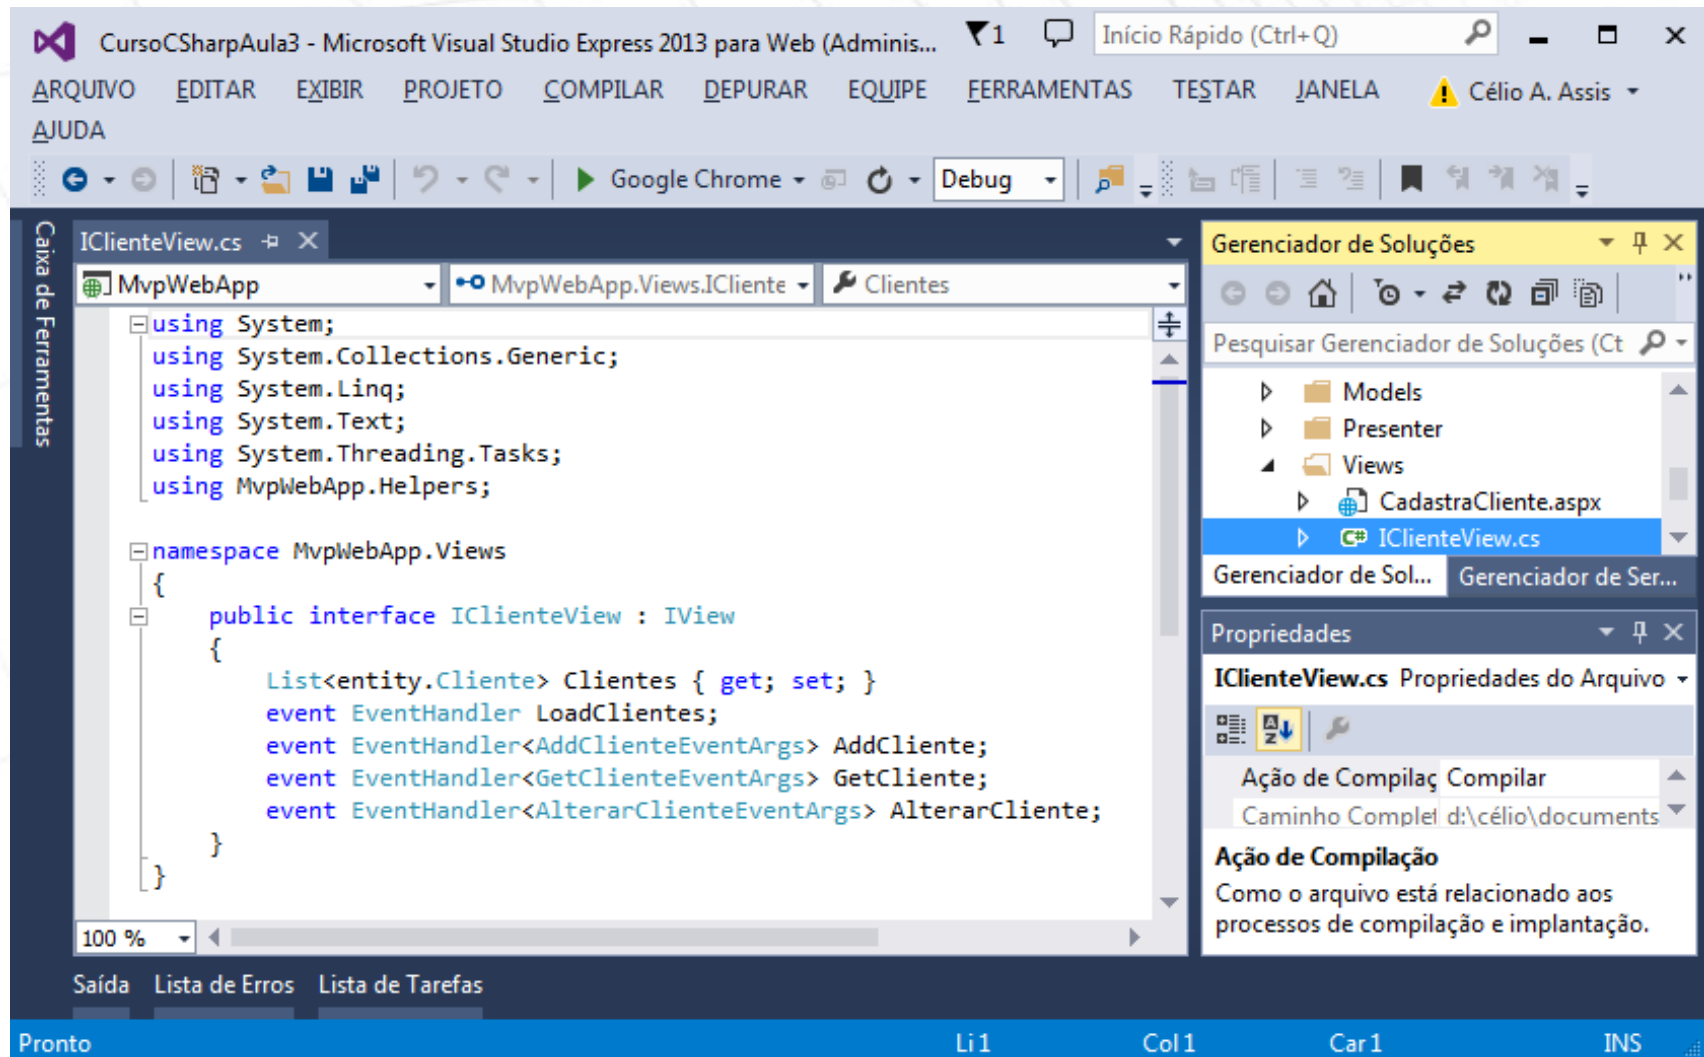 CursoCSharpAula3 - Microsoft Visual Studio Express 2013 para Web (Adminis...
1
Início Rápido (Ctrl+Q)
ARQUIVO EDITAR EXIBIR PROJETO COMPILAR DEPURAR EQUIPE FERRAMENTAS TESTAR JANELA Célio A. Assis
AJUDA
Google Chrome Debug
Caixa de Ferramentas
IClienteView.cs
MvpWebApp MvpWebApp.Views.ICliente Clientes
using System;
using System.Collections.Generic;
using System.Linq;
using System.Text;
using System.Threading.Tasks;
using MvpWebApp.Helpers;
namespace MvpWebApp.Views
{
public interface IClienteView : IView
{
List<entity.Cliente> Clientes { get; set; }
event EventHandler LoadClientes;
event EventHandler<AddClienteEventArgs> AddCliente;
event EventHandler<GetClienteEventArgs> GetCliente;
event EventHandler<AlterarClienteEventArgs> AlterarCliente;
}
}
100 %
Gerenciador de Soluções
Pesquisar Gerenciador de Soluções (Ct
Models
Presenter
Views
CadastraCliente.aspx
C# IClienteView.cs
Gerenciador de Sol... Gerenciador de Ser...
Propriedades
IClienteView.cs Propriedades do Arquivo
Ação de Compilaç Compilar
Caminho Complet d:\célio\documents
Ação de Compilação
Como o arquivo está relacionado aos
processos de compilação e implantação.
Saída Lista de Erros Lista de Tarefas
Pronto Li 1 Col 1 Car 1 INS